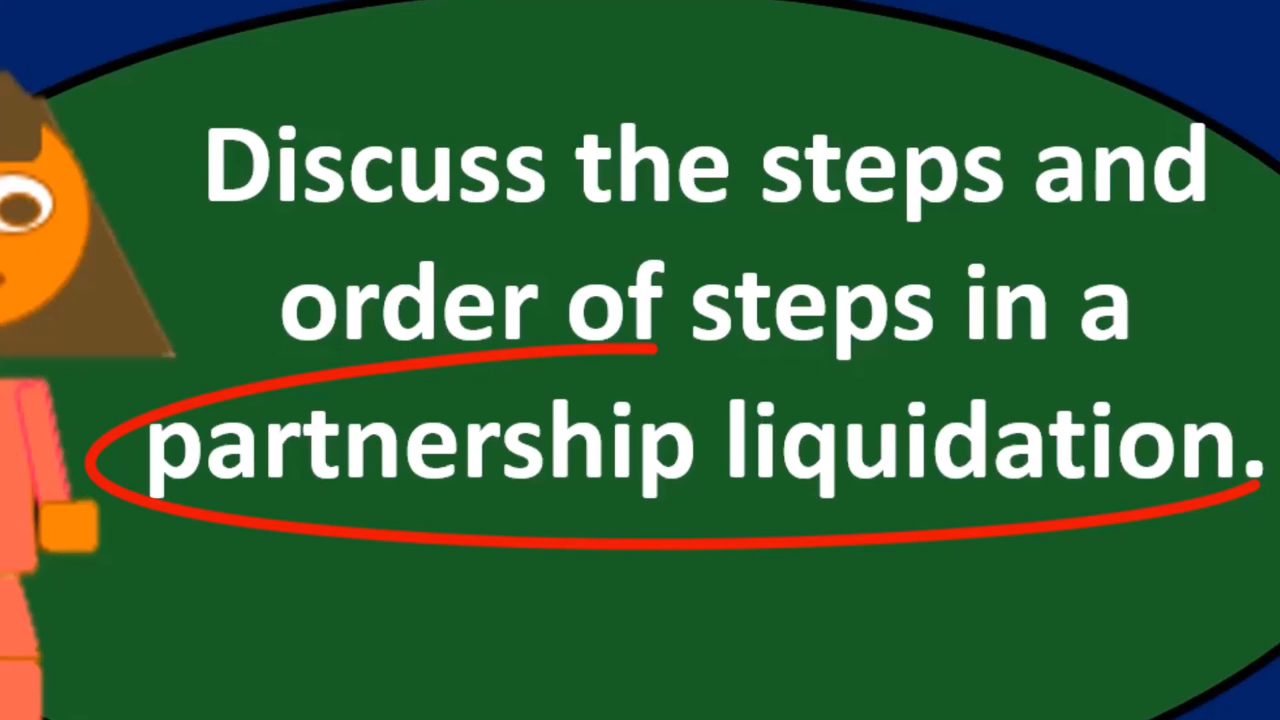 Discuss the steps and
order of steps in a
partnership liquidation.